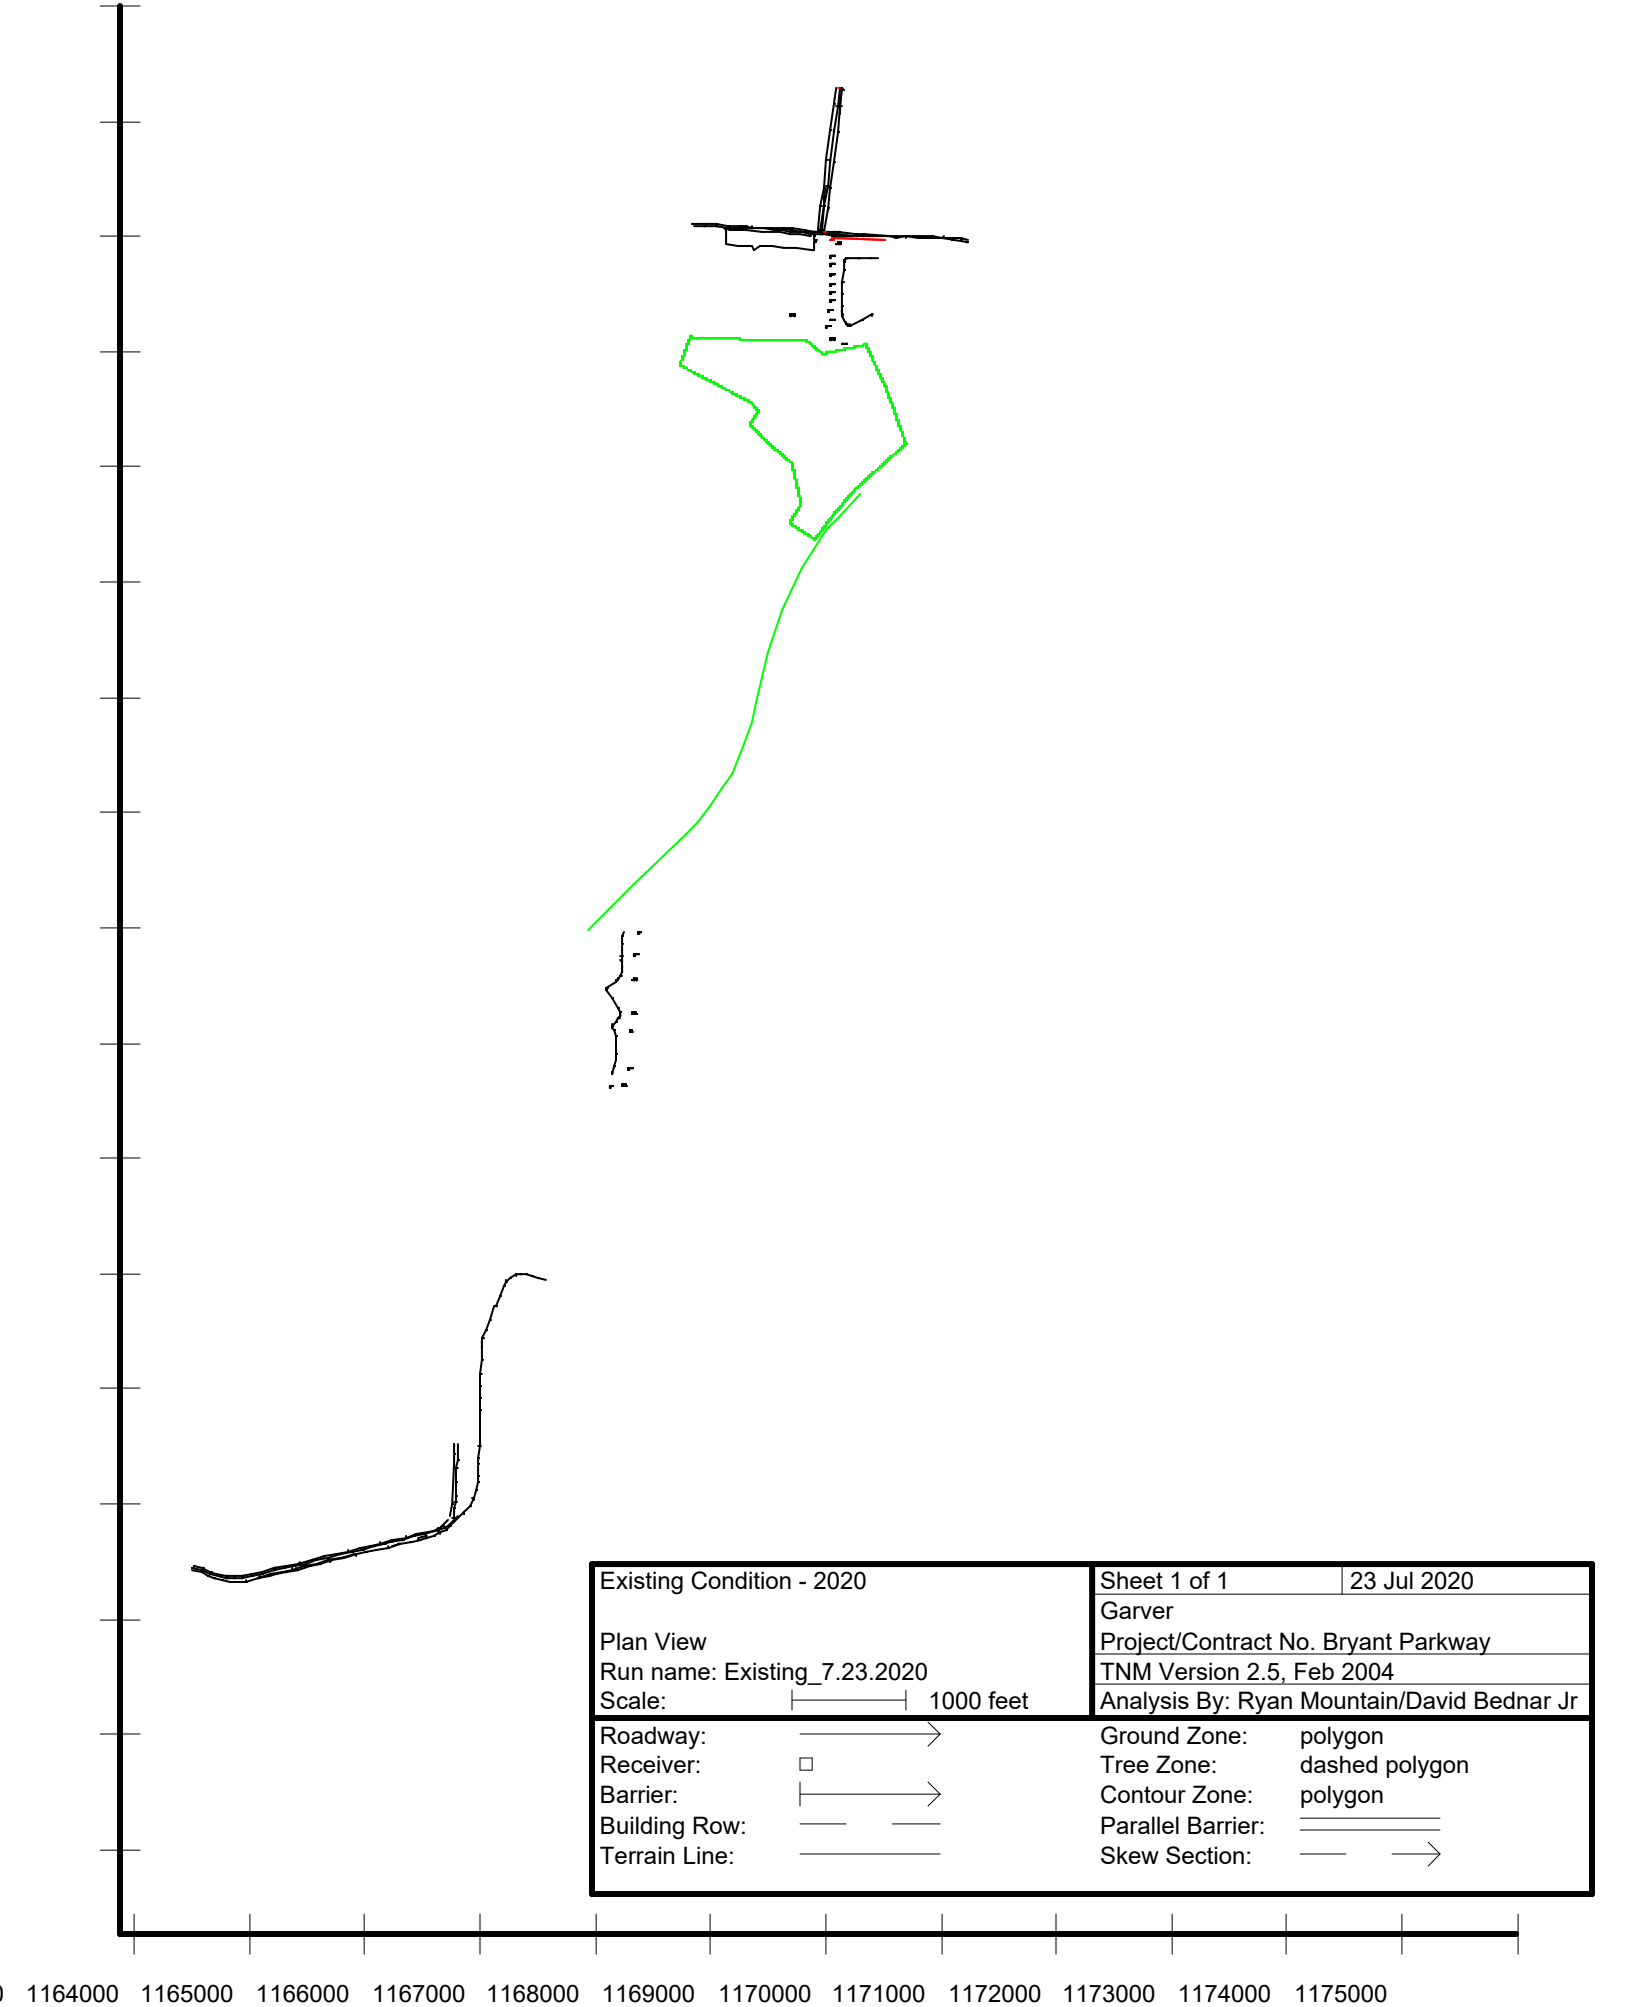 Existing Condition - 2020
Sheet 1 of 1
23 Jul 2020
Garver
Plan View
Project/Contract No. Bryant Parkway
Run name: Existing_7.23.2020
TNM Version 2.5, Feb 2004
Scale:
1000 feet
Analysis By: Ryan Mountain/David Bednar Jr
Roadway:
Ground Zone:
polygon
Receiver:
Tree Zone:
dashed polygon
Barrier:
Contour Zone:
polygon
Building Row:
Parallel Barrier:
Terrain Line:
Skew Section:
1164000 1165000 1166000 1167000 1168000 1169000 1170000 1171000 1172000 1173000 1174000 1175000